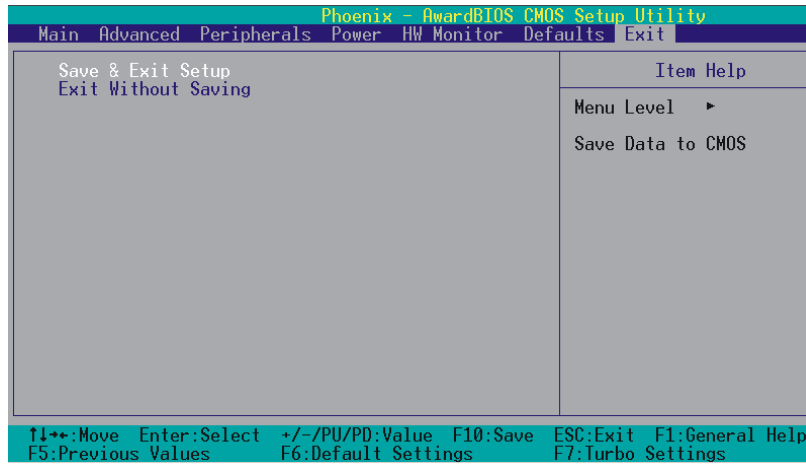 Phoenix - AwardBIOS CMOS Setup Utility
Main Advanced Peripherals Power HW Monitor Defaults Exit
Save & Exit Setup
Exit Without Saving
Item Help
Menu Level ►
Save Data to CMOS
↑↓→←:Move Enter:Select +/-/PU/PD:Value F10:Save ESC:Exit F1:General Help
F5:Previous Values F6:Default Settings F7:Turbo Settings